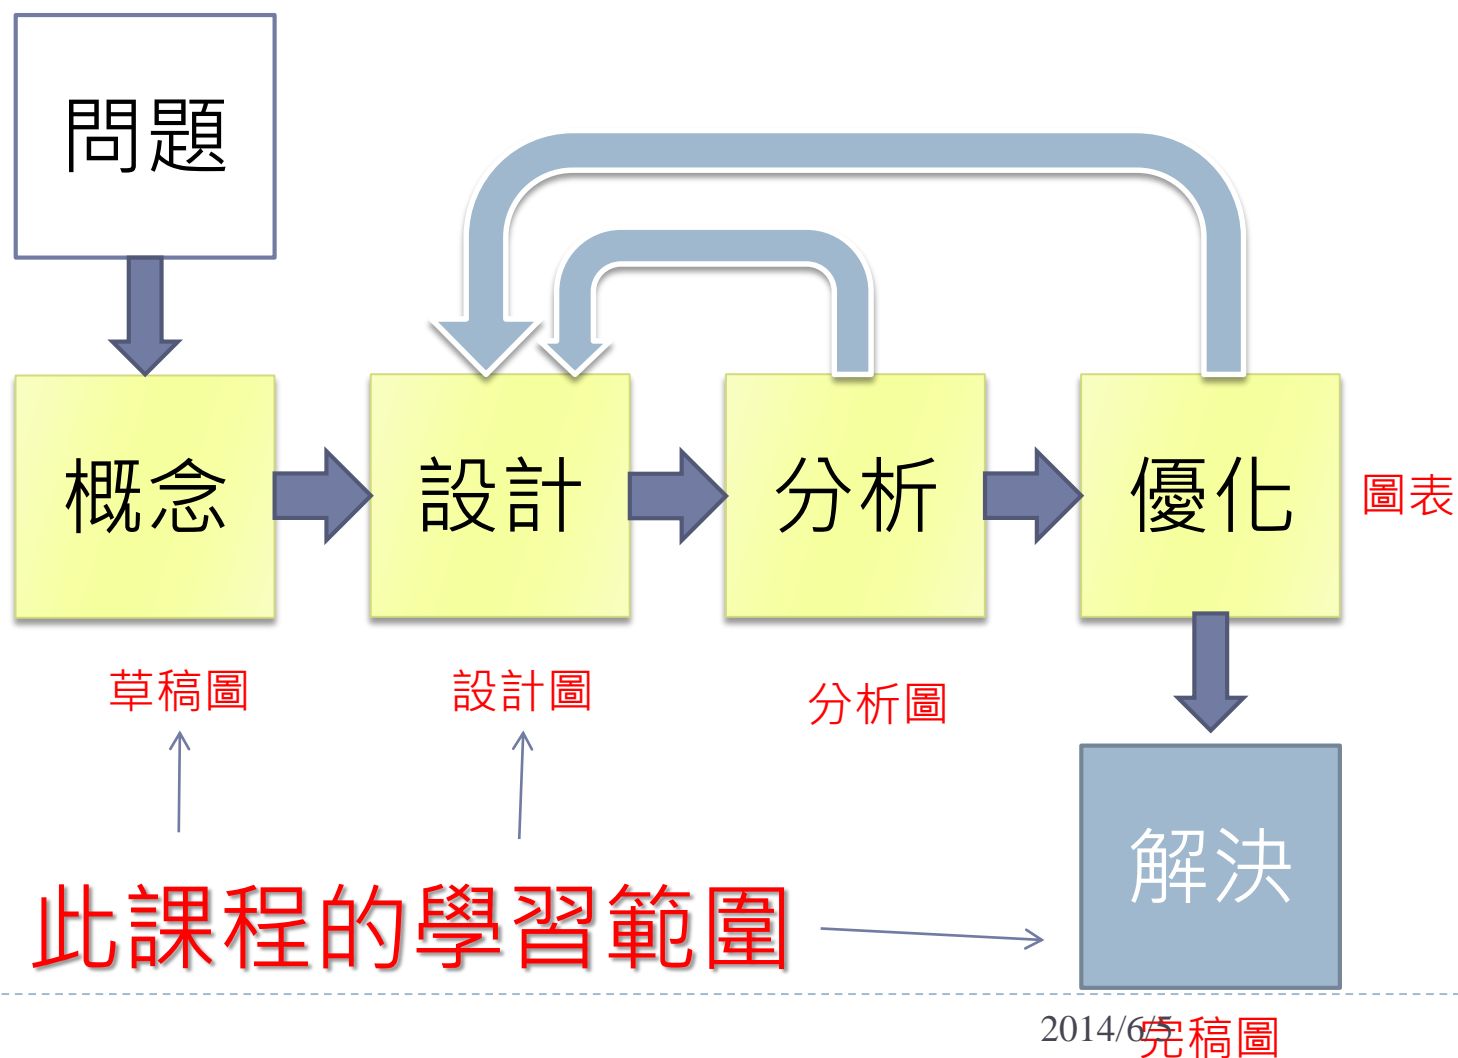 問題
概念
設計
分析
優化
圖表
草稿圖
設計圖
分析圖
解決
此課程的學習範圍
2014/6/5
完稿圖